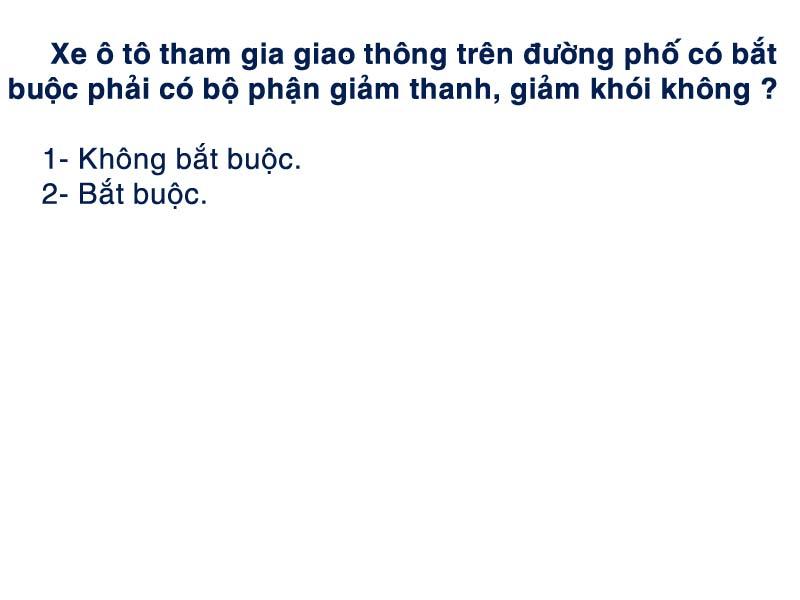 Xe ô tô tham gia giao thông trên đường phố có bắt
buộc phải có bộ phận giảm thanh, giảm khói không ?
1- Không bắt buộc.
2- Bắt buộc.